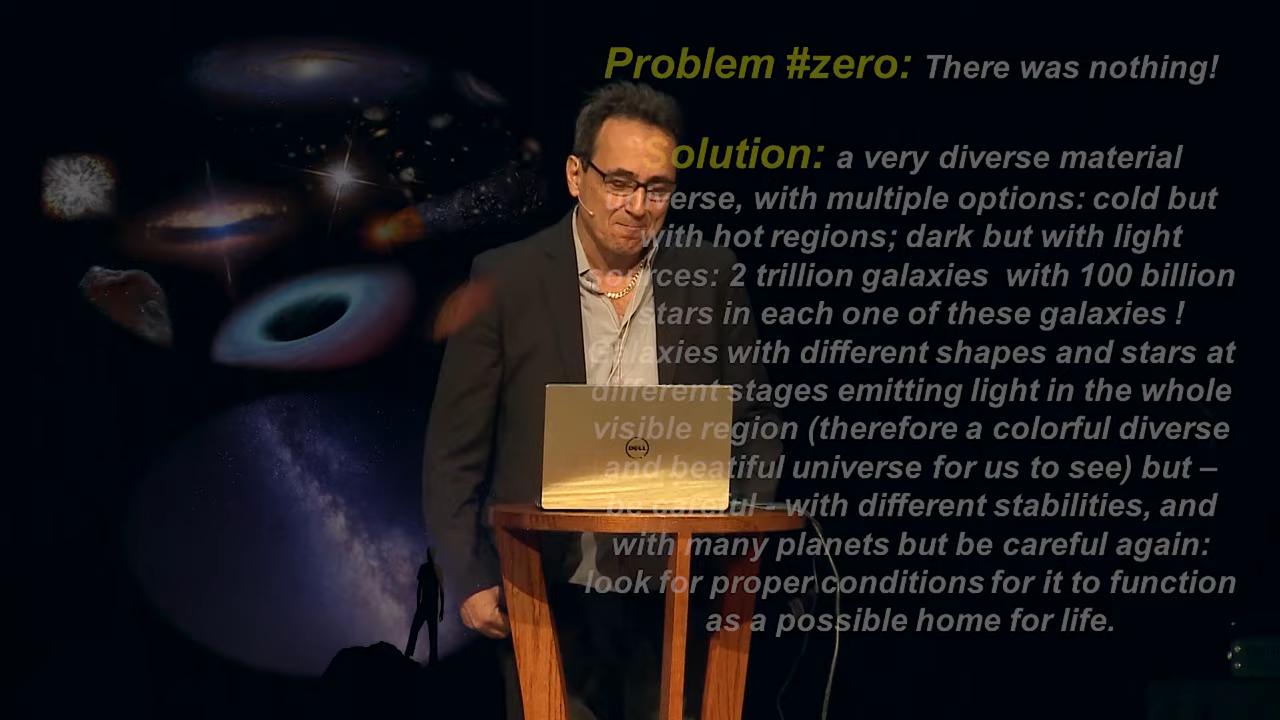 Problem #zero: There was nothing!
Solution: a very diverse material
erse, with multiple options: cold but
with hot regions; dark but with light
sources: 2 trillion galaxies with 100 billion
stars in each one of these galaxies !
Galaxies with different shapes and stars at
different stages emitting light in the whole
visible region (therefore a colorful diverse
and beatiful universe for us to see) but –
be careful - with different stabilities, and
with many planets but be careful again:
look for proper conditions for it to function
as a possible home for life.
DELL